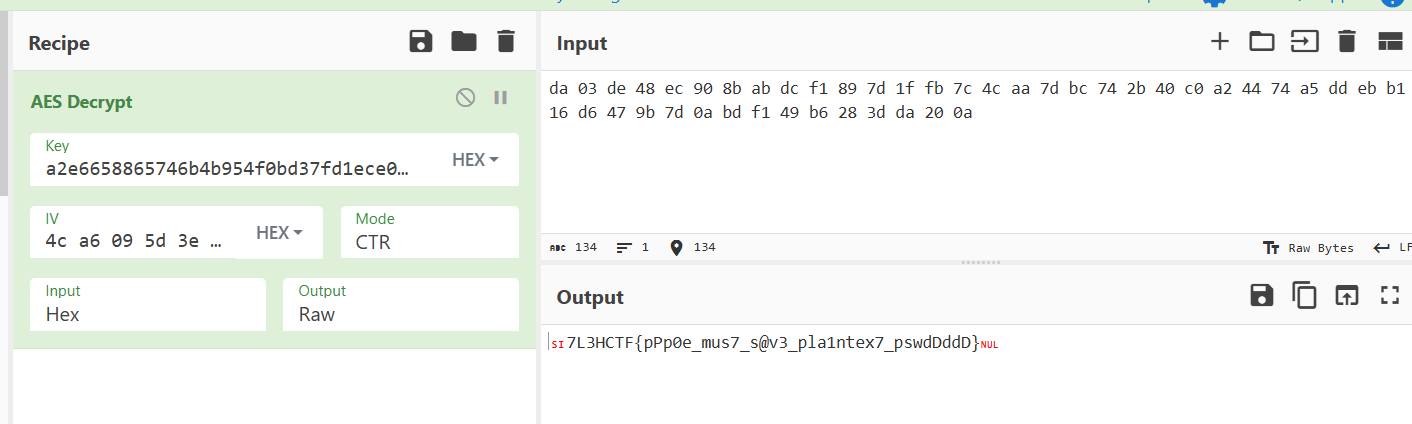 Recipe
AES Decrypt
Key
a2e6658865746b4b954f0bd37fd1ece0…
HEX
IV
4c a6 09 5d 3e …
HEX
Mode
CTR
Input
Hex
Output
Raw
Input
da 03 de 48 ec 90 8b ab dc f1 89 7d 1f fb 7c 4c aa 7d bc 74 2b 40 c0 a2 44 74 a5 dd eb b1
16 d6 47 9b 7d 0a bd f1 49 b6 28 3d da 20 0a
ABC 134 1 134 Raw Bytes LF
Output
SI7L3HCTF{pPp0e_mus7_s@v3_pla1ntex7_pswdDddD}NUL